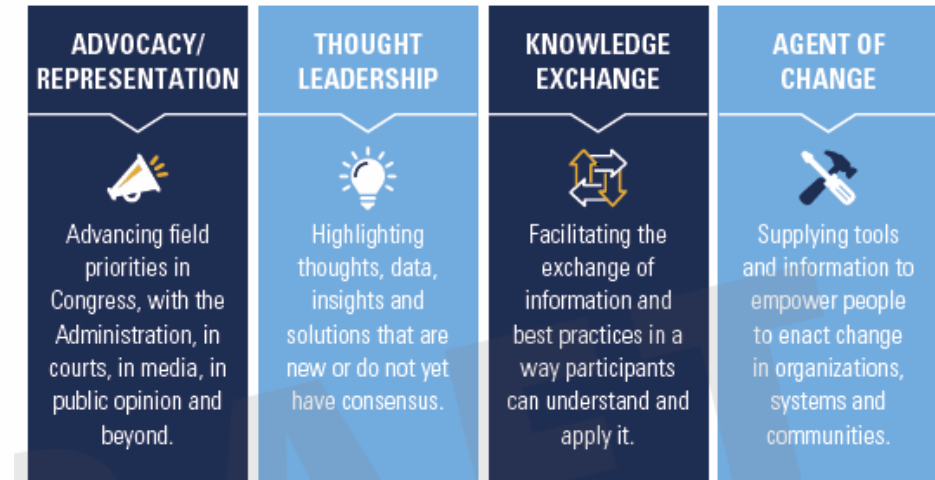 ADVOCACY/
REPRESENTATION
Advancing field
priorities in
Congress, with the
Administration, in
courts, in media, in
public opinion and
beyond.
THOUGHT
LEADERSHIP
Highlighting
thoughts, data,
insights and
solutions that are
new or do not yet
have consensus.
KNOWLEDGE
EXCHANGE
Facilitating the
exchange of
information and
best practices in a
way participants
can understand and
apply it.
AGENT OF
CHANGE
Supplying tools
and information to
empower people
to enact change
in organizations,
systems and
communities.